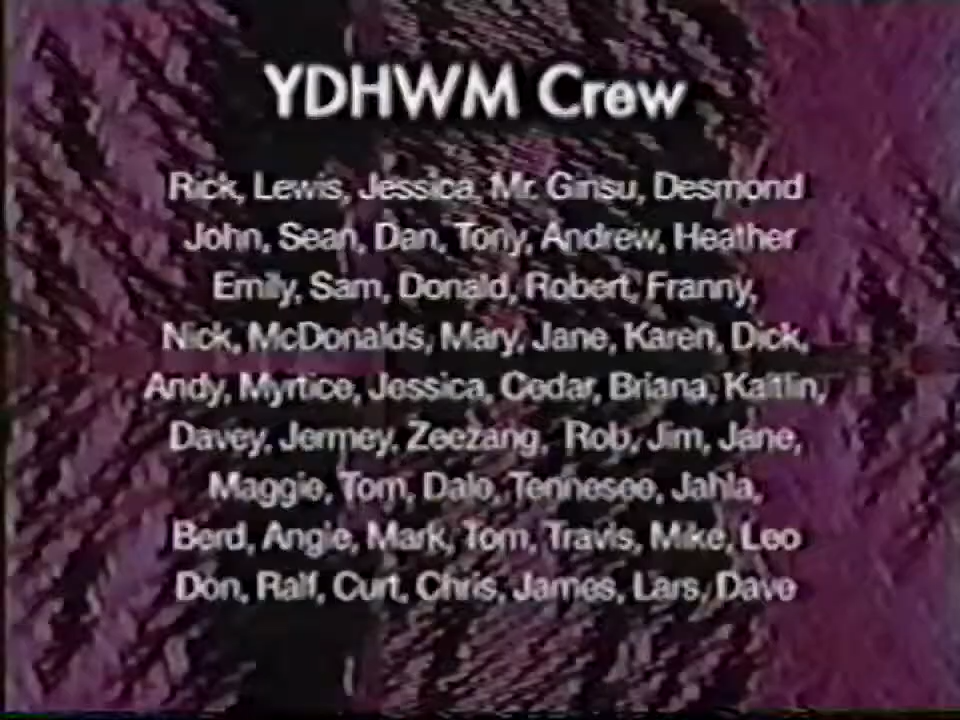 YDHWM Crew
Rick, Lewis, Jessica, Mr. Ginsu, Desmond
John, Sean, Dan, Tony, Andrew, Heather
Emily, Sam, Donald, Robert, Franny,
Nick, McDonalds, Mary, Jane, Karen, Dick,
Andy, Myrtice, Jessica, Cedar, Briana, Kaitlin,
Davey, Jermey, Zeezang, Rob, Jim, Jane,
Maggie, Tom, Dale, Tennesee, Jahla,
Berd, Angie, Mark, Tom, Travis, Mike, Leo
Don, Ralf, Curt, Chris, James, Lars, Dave